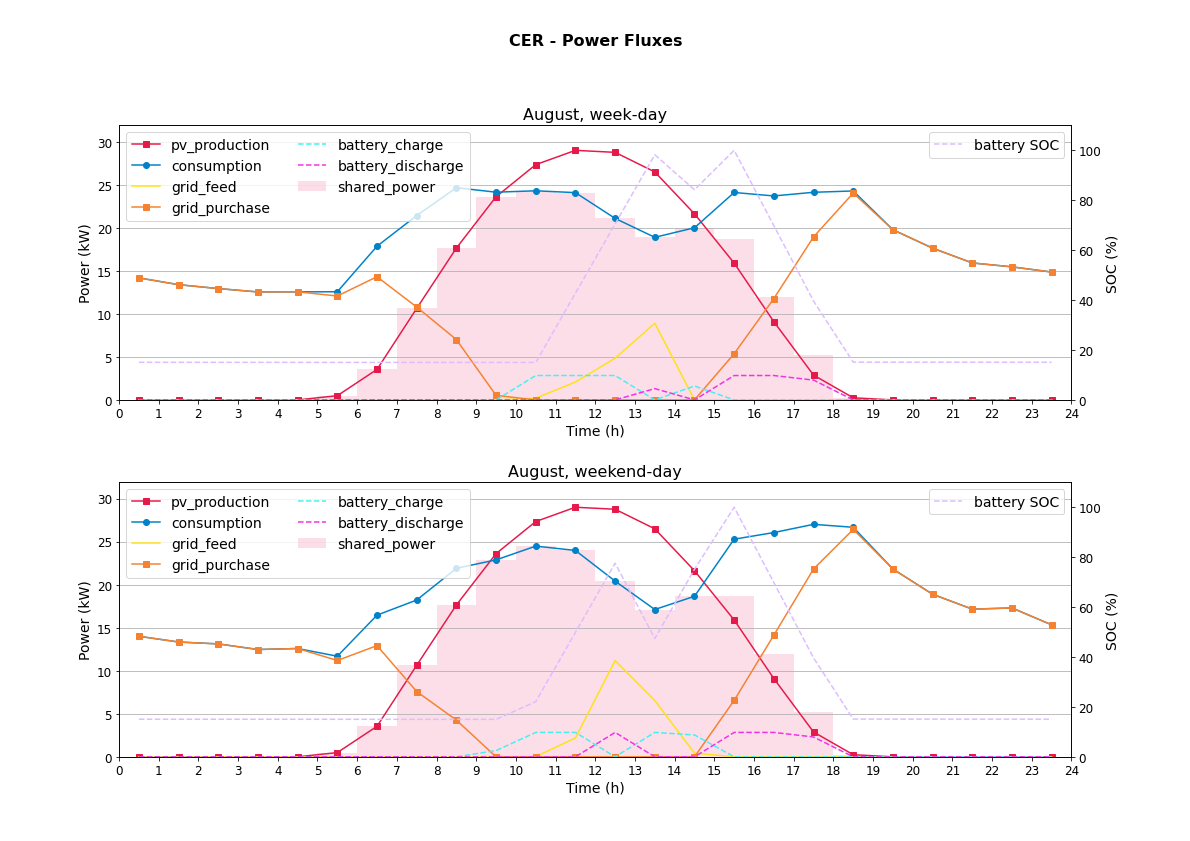 CER - Power Fluxes
August, week-day
pv_production
consumption
grid_feed
grid_purchase
battery_charge
battery_discharge
shared_power
battery SOC
Power (kW)
0 5 10 15 20 25 30
SOC (%)
0 20 40 60 80 100
0 1 2 3 4 5 6 7 8 9 10 11 12 13 14 15 16 17 18 19 20 21 22 23 24
Time (h)
August, weekend-day
pv_production
consumption
grid_feed
grid_purchase
battery_charge
battery_discharge
shared_power
battery SOC
Power (kW)
0 5 10 15 20 25 30
SOC (%)
0 20 40 60 80 100
0 1 2 3 4 5 6 7 8 9 10 11 12 13 14 15 16 17 18 19 20 21 22 23 24
Time (h)